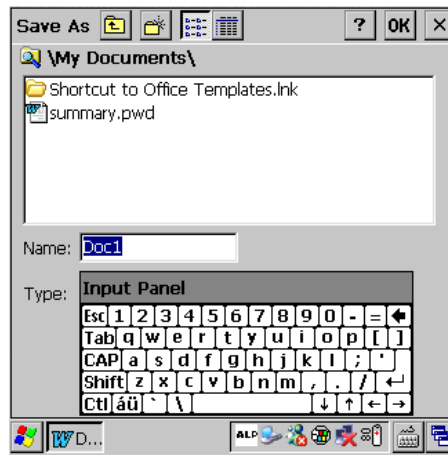 Save As ? OK ×
\My Documents\
Shortcut to Office Templates.lnk
summary.pwd
Name: Doc1
Type:
Input Panel
Esc 1 2 3 4 5 6 7 8 9 0 - =
Tab q w e r t y u i o p [ ]
CAP a s d f g h j k l ; '
Shift z x c v b n m , . /
Ctl áü ` \ ↓ ↑ ← →
W D... ALP